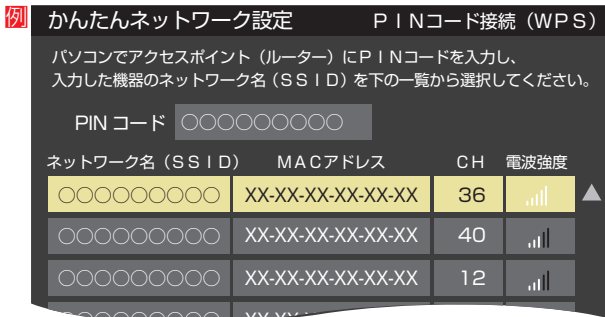 例
かんたんネットワーク設定 PINコード接続（WPS）
パソコンでアクセスポイント（ルーター）にPINコードを入力し、
入力した機器のネットワーク名（SSID）を下の一覧から選択してください。
PIN コード ○○○○○○○○○
ネットワーク名（SSID） MACアドレス CH 電波強度
○○○○○○○○○ XX-XX-XX-XX-XX-XX 36
○○○○○○○○○ XX-XX-XX-XX-XX-XX 40
○○○○○○○○○ XX-XX-XX-XX-XX-XX 12